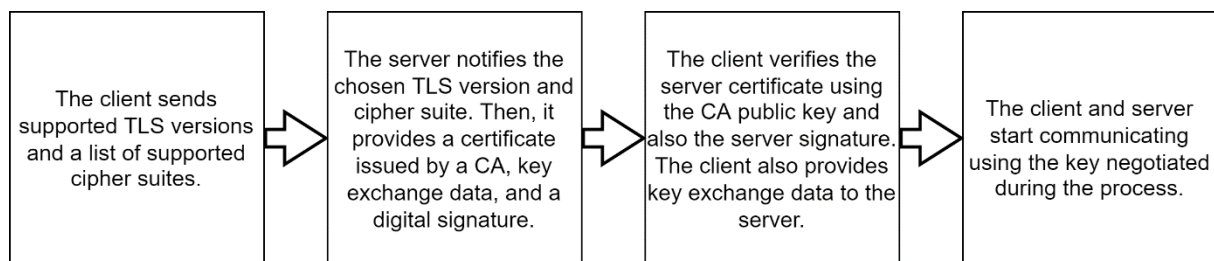 The client sends
supported TLS versions
and a list of supported
cipher suites.
The server notifies the
chosen TLS version and
cipher suite. Then, it
provides a certificate
issued by a CA, key
exchange data, and a
digital signature.
The client verifies the
server certificate using
the CA public key and
also the server signature.
The client also provides
key exchange data to the
server.
The client and server
start communicating
using the key negotiated
during the process.